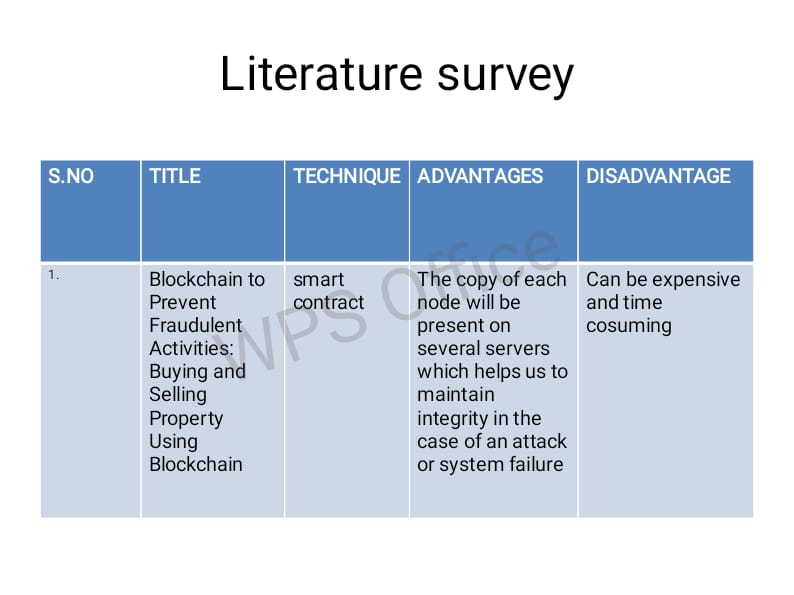 Literature survey
S.NO
TITLE
TECHNIQUE
ADVANTAGES
DISADVANTAGE
1.
Blockchain to
Prevent
Fraudulent
Activities:
Buying and
Selling
Property
Using
Blockchain
smart
contract
The copy of each
node will be
present on
several servers
which helps us to
maintain
integrity in the
case of an attack
or system failure
Can be expensive
and time
cosuming
WPS Office